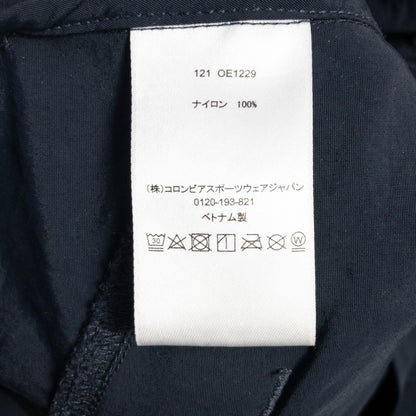 121 OE1229
ナイロン 100%
(株)コロンビアスポーツウェアジャパン
0120-193-821
ベトナム製
30 W